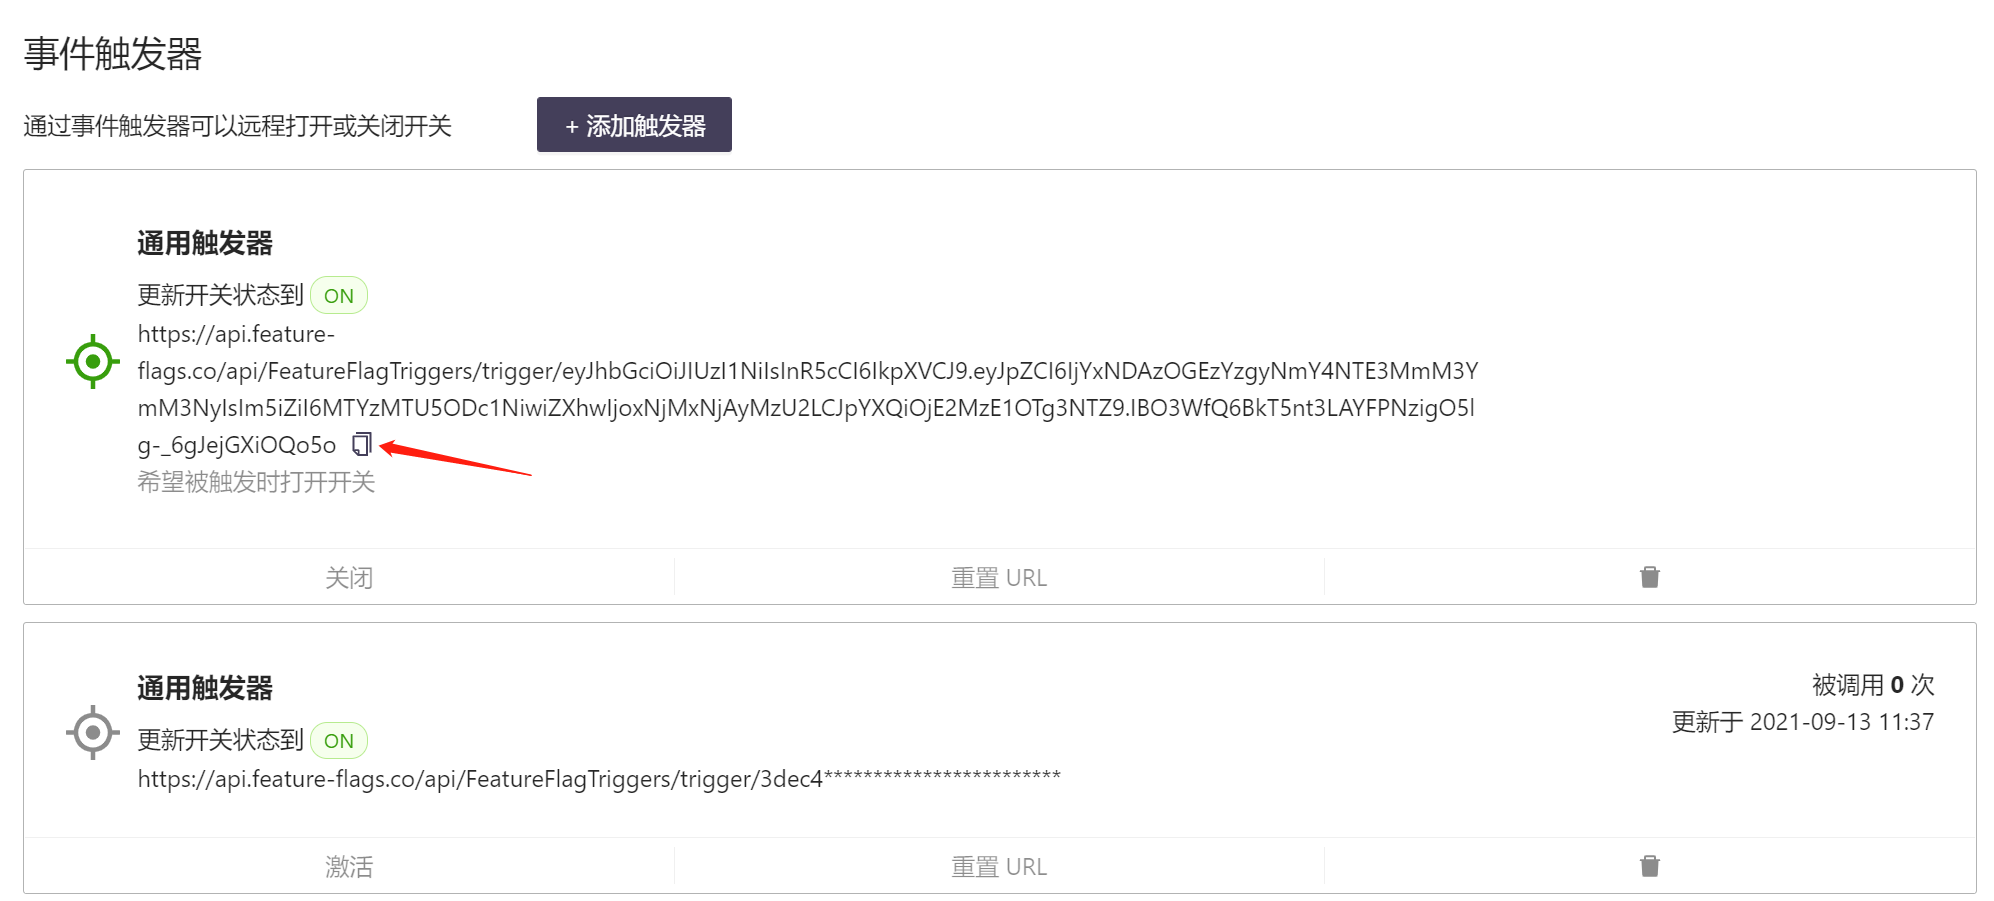 事件触发器
通过事件触发器可以远程打开或关闭开关
+ 添加触发器
通用触发器
更新开关状态到 ON
https://api.feature-
flags.co/api/FeatureFlagTriggers/trigger/eyJhbGciOiJIUzI1NiIsInR5cCI6IkpXVCJ9.eyJpZCI6IjYxNDAzOGEzYzgyNmY4NTE3MmM3Y
mM3NyIsIm5iZiI6MTYzMTU5ODc1NiwiZXhwIjoxNjMxNjAyMzU2LCJpYXQiOjE2MzE1OTg3NTZ9.IBO3WfQ6BkT5nt3LAYFPNzigO5l
g-_6gJejGXiOQo5o
希望被触发时打开开关
关闭
重置 URL
通用触发器
被调用 0 次
更新于 2021-09-13 11:37
更新开关状态到 ON
https://api.feature-flags.co/api/FeatureFlagTriggers/trigger/3dec4************************
激活
重置 URL